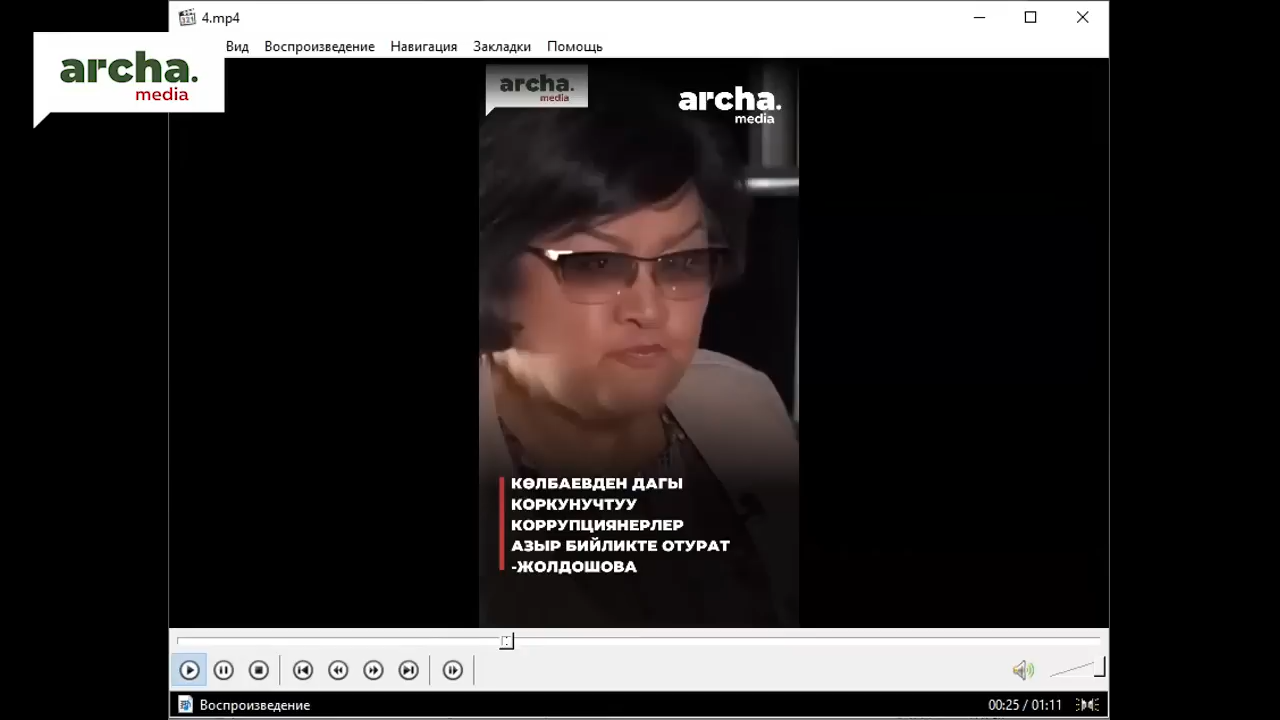 4.mp4
archa.
media
Вид Воспроизведение Навигация Закладки Помощь
archa.
media
archa.
media
КӨЛБАЕВДЕН ДАГЫ
КОРКУНУЧТУУ
КОРРУПЦИЯНЕРЛЕР
АЗЫР БИЙЛИКТЕ ОТУРАТ
-ЖОЛДОШОВА
Воспроизведение
00:25 / 01:11